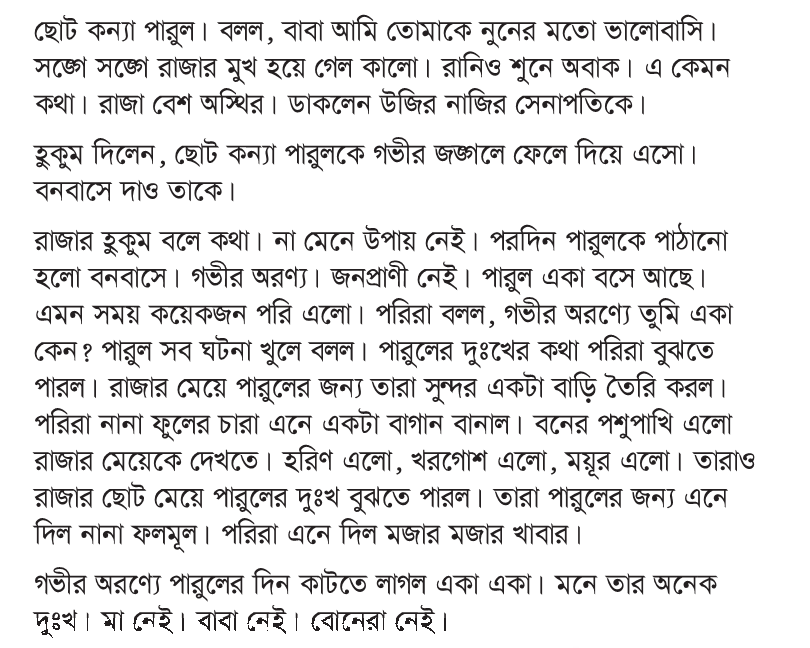 ছোট কন্যা পারুল। বলল, বাবা আমি তোমাকে নুনের মতো ভালোবাসি।
সঙ্গে সঙ্গে রাজার মুখ হয়ে গেল কালো। রানিও শুনে অবাক। এ কেমন
কথা। রাজা বেশ অস্থির। ডাকলেন উজির নাজির সেনাপতিকে।
হুকুম দিলেন, ছোট কন্যা পারুলকে গভীর জঙ্গলে ফেলে দিয়ে এসো।
বনবাসে দাও তাকে।
রাজার হুকুম বলে কথা। না মেনে উপায় নেই। পরদিন পারুলকে পাঠানো
হলো বনবাসে। গভীর অরণ্য। জনপ্রাণী নেই। পারুল একা বসে আছে।
এমন সময় কয়েকজন পরি এলো। পরিরা বলল, গভীর অরণ্যে তুমি একা
কেন? পারুল সব ঘটনা খুলে বলল। পারুলের দুঃখের কথা পরিরা বুঝতে
পারল। রাজার মেয়ে পারুলের জন্য তারা সুন্দর একটা বাড়ি তৈরি করল।
পরিরা নানা ফুলের চারা এনে একটা বাগান বানাল। বনের পশুপাখি এলো
রাজার মেয়েকে দেখতে। হরিণ এলো, খরগোশ এলো, ময়ূর এলো। তারাও
রাজার ছোট মেয়ে পারুলের দুঃখ বুঝতে পারল। তারা পারুলের জন্য এনে
দিল নানা ফলমূল। পরিরা এনে দিল মজার মজার খাবার।
গভীর অরণ্যে পারুলের দিন কাটতে লাগল একা একা। মনে তার অনেক
দুঃখ। মা নেই। বাবা নেই। বোনেরা নেই।